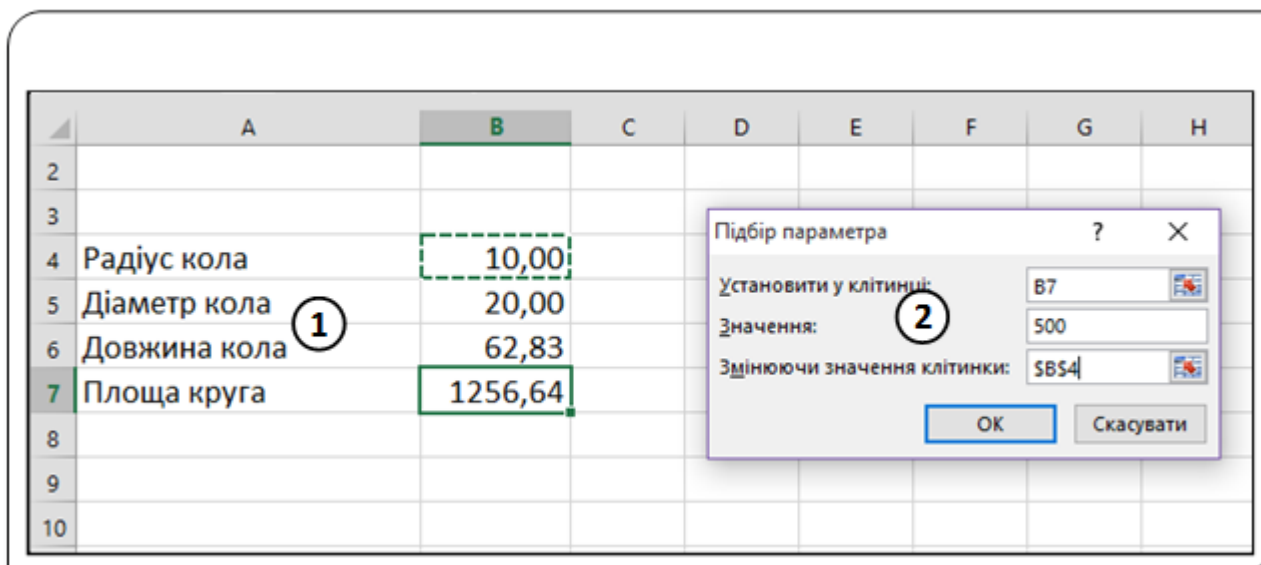 A B C D E F G H
2
3
4 Радіус кола 10,00
5 Діаметр кола 20,00
6 Довжина кола 62,83
7 Площа круга 1256,64
8
9
10
1
Підбір параметра ? ×
Установити у клітинці: B7
Значення: 500
Змінюючи значення клітинки: $B$4
ОК Скасувати
2